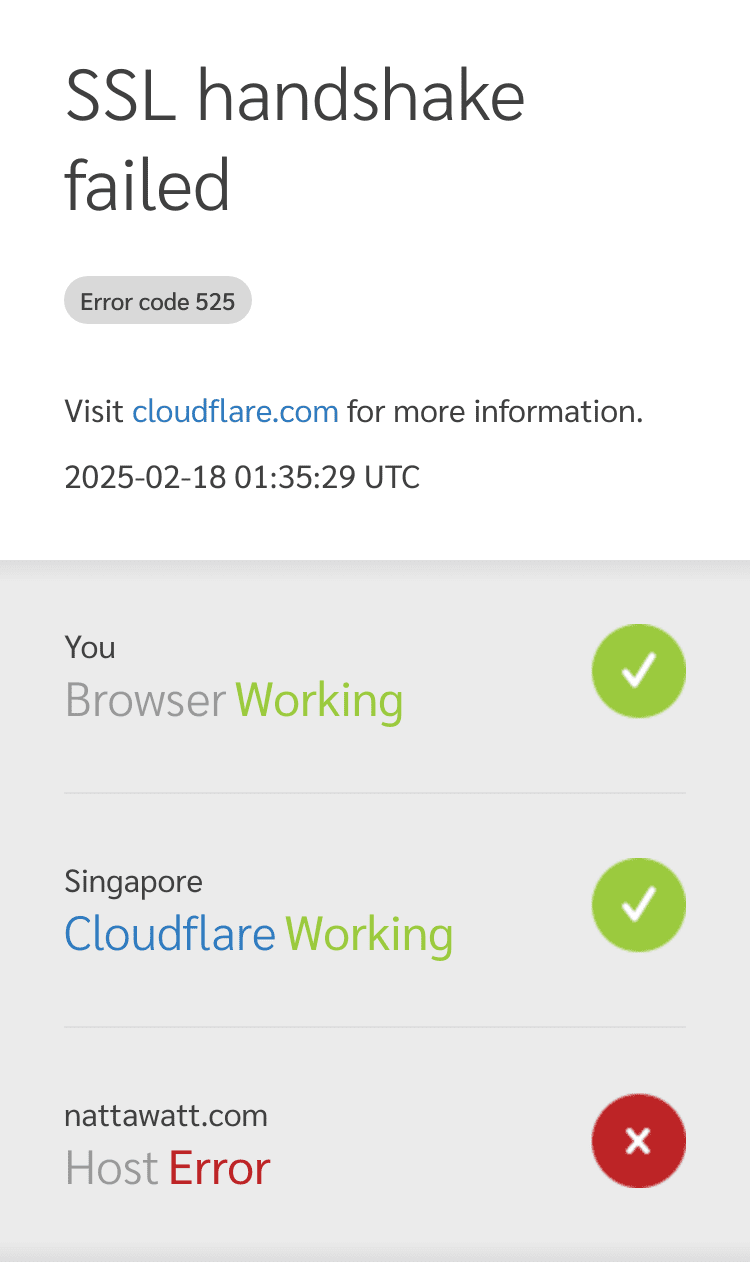 SSL handshake
failed
Error code 525
Visit cloudflare.com for more information.
2025-02-18 01:35:29 UTC
You
Browser Working
Singapore
Cloudflare Working
nattawatt.com
Host Error